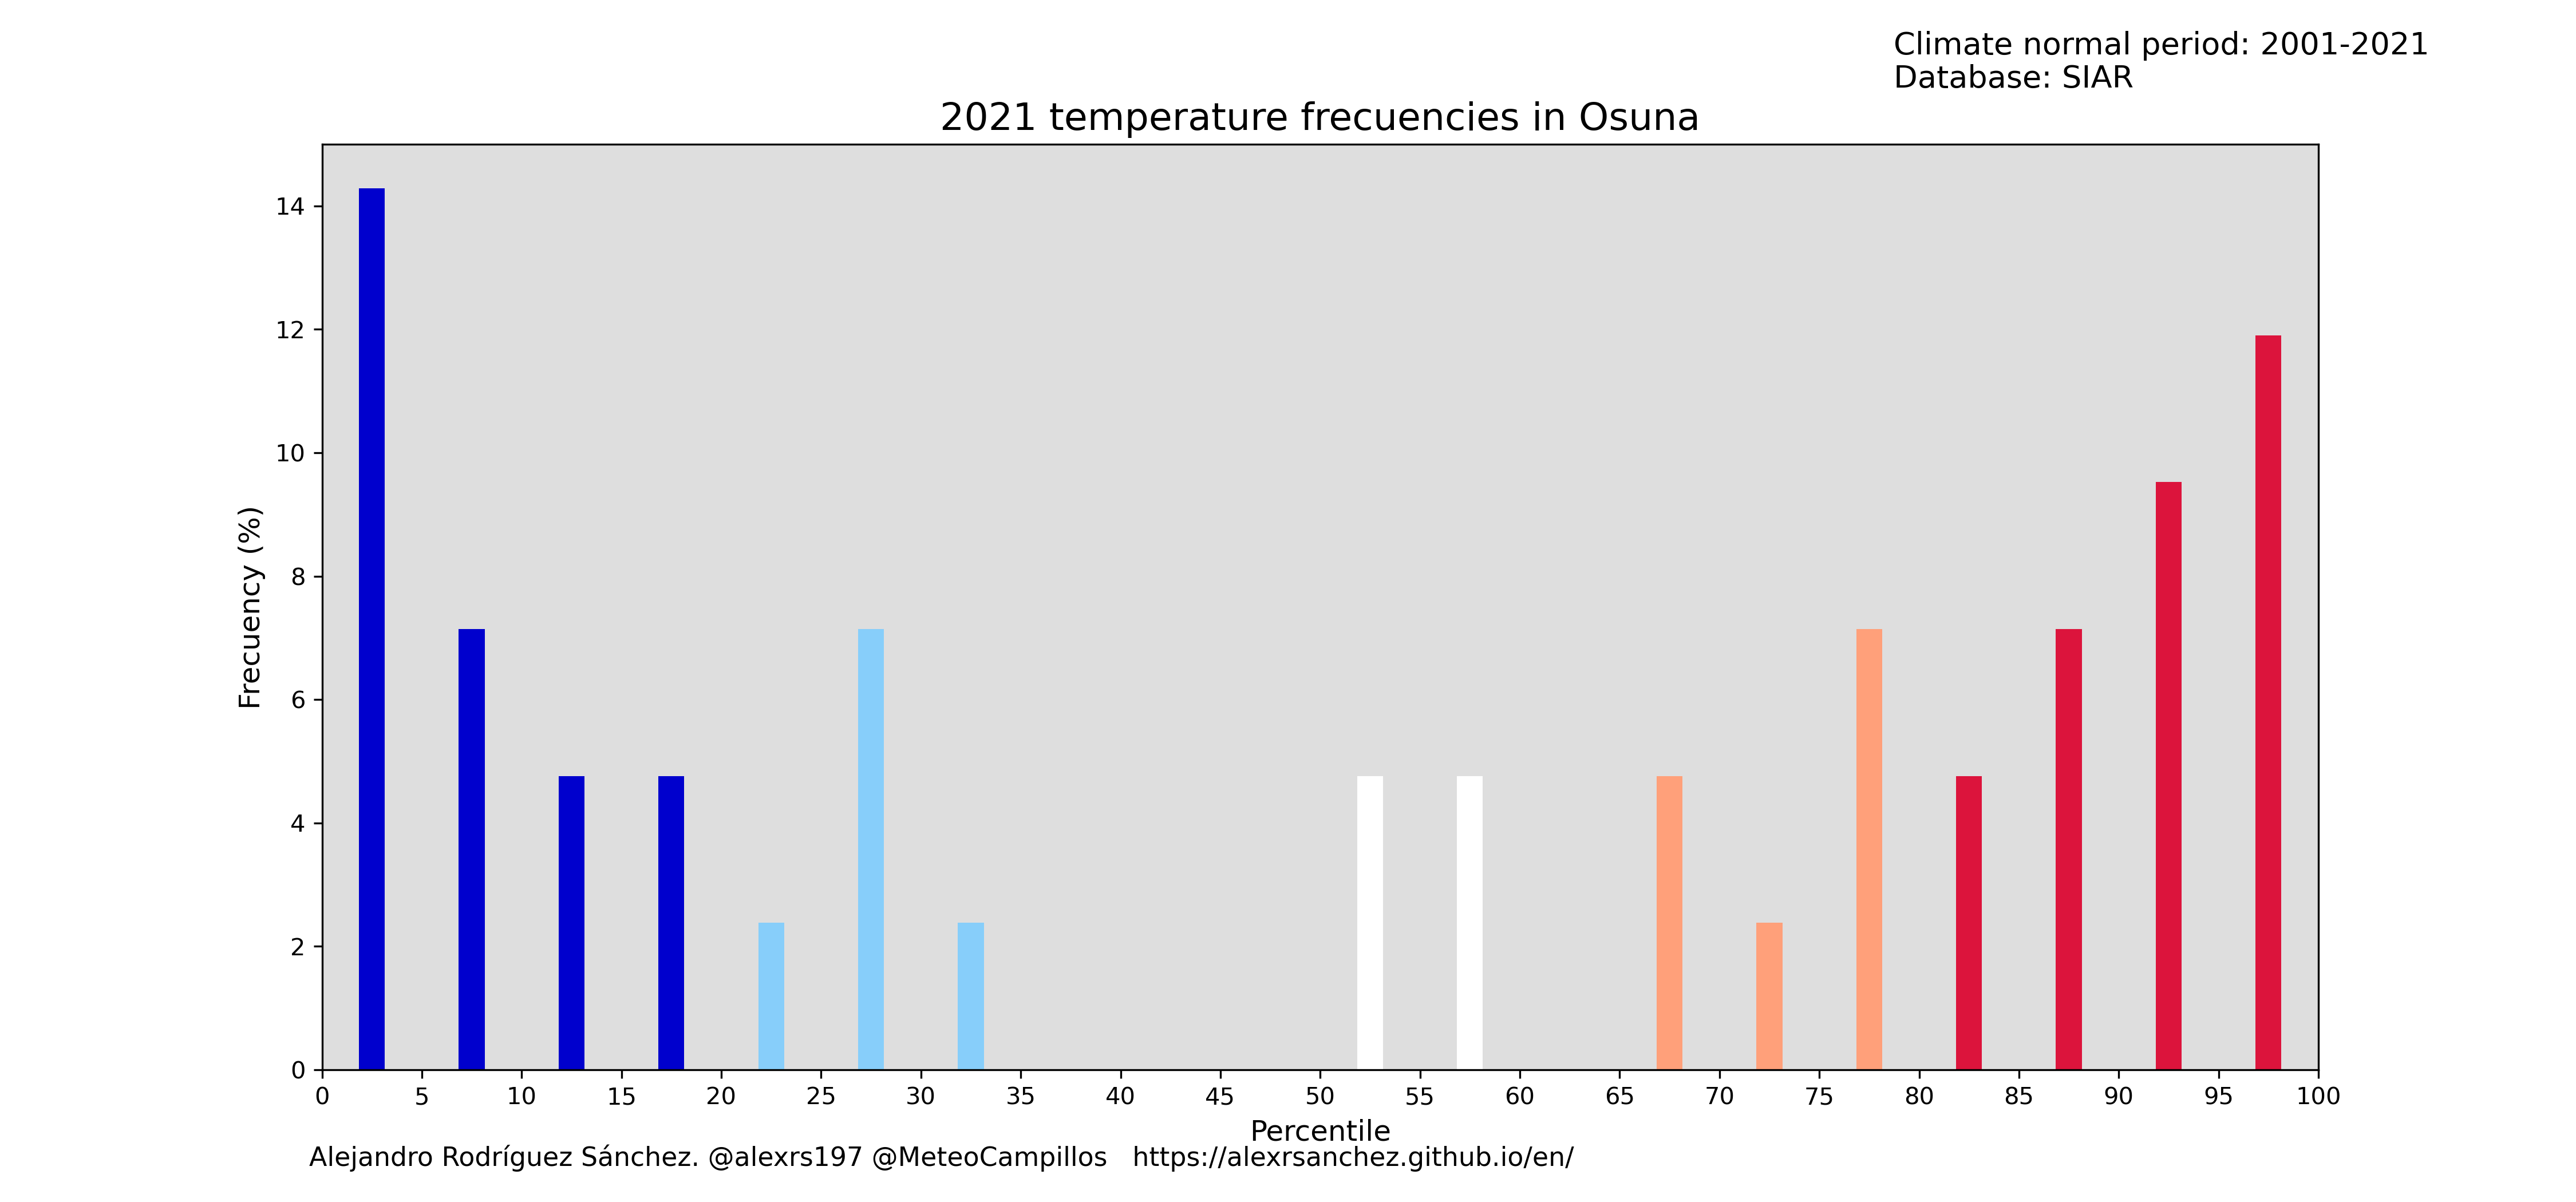 Climate normal period: 2001-2021
Database: SIAR
2021 temperature frecuencies in Osuna
14
12
10
8
6
4
2
0
Frecuency (%)
0 5 10 15 20 25 30 35 40 45 50 55 60 65 70 75 80 85 90 95 100
Percentile
Alejandro Rodríguez Sánchez. @alexrs197 @MeteoCampillos https://alexrsanchez.github.io/en/